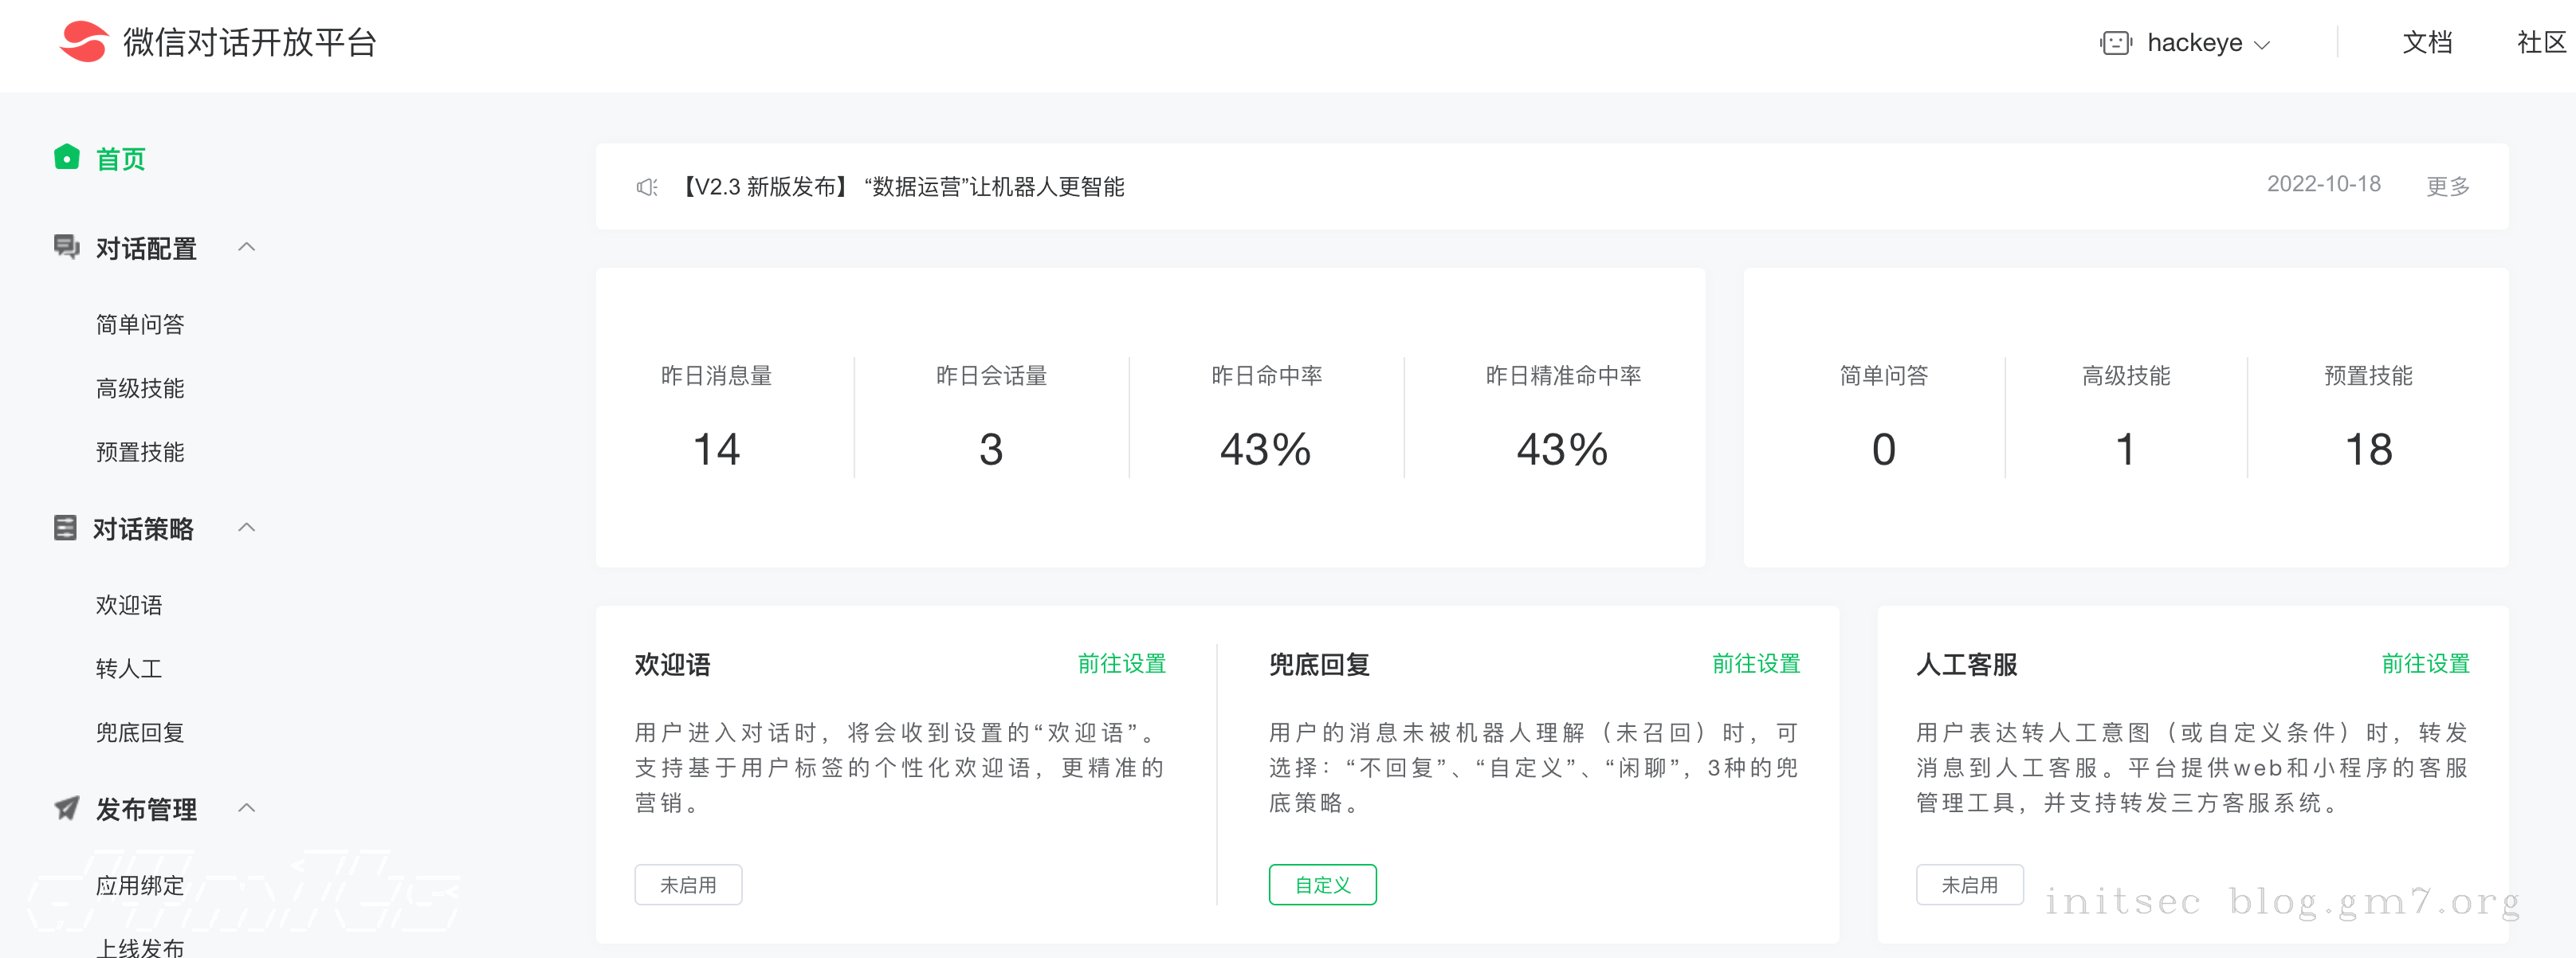 微信对话开放平台
hackeye
文档
社区
首页
对话配置
简单问答
高级技能
预置技能
对话策略
欢迎语
转人工
兜底回复
发布管理
应用绑定
上线发布
【V2.3 新版发布】 “数据运营”让机器人更智能
2022-10-18
更多
昨日消息量
14
昨日会话量
3
昨日命中率
43%
昨日精准命中率
43%
简单问答
0
高级技能
1
预置技能
18
欢迎语
前往设置
用户进入对话时，将会收到设置的“欢迎语”。
支持基于用户标签的个性化欢迎语，更精准的
营销。
未启用
兜底回复
前往设置
用户的消息未被机器人理解（未召回）时，可
选择：“不回复”、“自定义”、“闲聊”，3种的兜
底策略。
自定义
人工客服
前往设置
用户表达转人工意图（或自定义条件）时，转发
消息到人工客服。平台提供web和小程序的客服
管理工具，并支持转发三方客服系统。
未启用
initsec blog.gm7.org